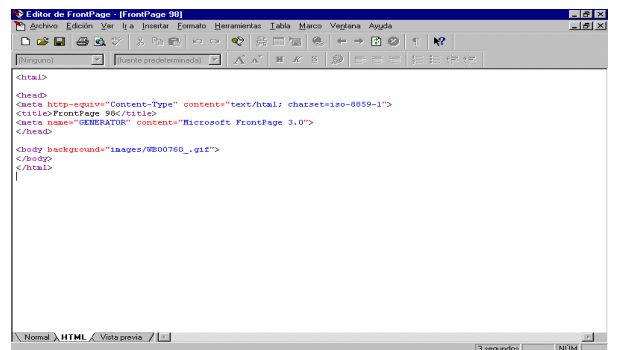 Editor de FrontPage - [FrontPage 98]
Archivo Edición Ver Ir a Insertar Formato Herramientas Tabla Marco Ventana Ayuda
(Ninguno) (fuente predeterminada) A A N K S
<html>
<head>
<meta http-equiv="Content-Type" content="text/html; charset=iso-8859-1">
<title>FrontPage 98</title>
<meta name="GENERATOR" content="Microsoft FrontPage 3.0">
</head>
<body background="images/WB00760_.gif">
</body>
</html>
Normal HTML Vista previa
3 segundos NÚM